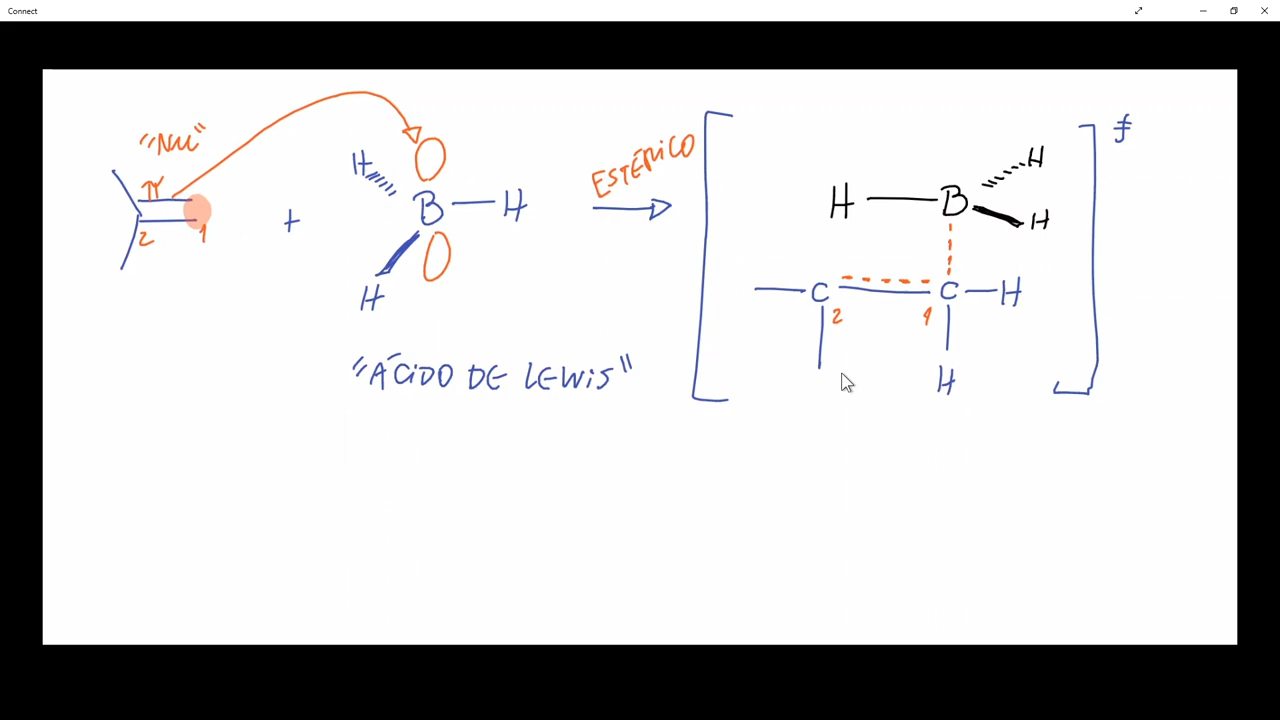 Connect
"Nu"
π
2
1
+
H
B
H
H
ESTÉRICO
H
B
H
H
‡
C
2
1
C
H
H
"ÁCIDO DE LEWIS"